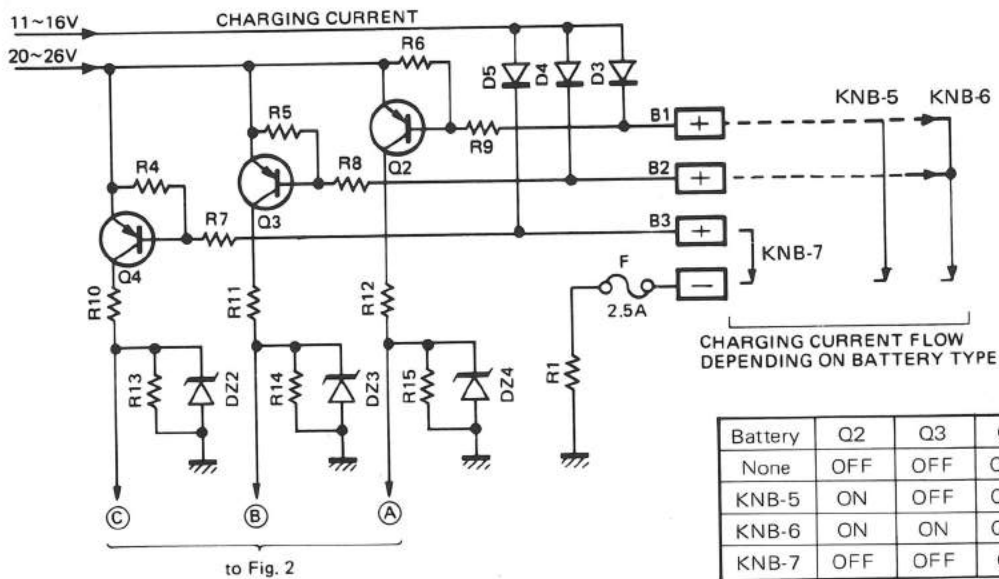 11~16V
CHARGING CURRENT
20~26V
R6
D5
D4
D3
R5
B1
+
KNB-5
KNB-6
Q2
R9
R4
R8
B2
+
Q3
R7
B3
+
KNB-7
Q4
F
−
2.5A
R10
R11
R12
R1
CHARGING CURRENT FLOW
DEPENDING ON BATTERY TYPE
R13
DZ2
R14
DZ3
R15
DZ4
Battery Q2 Q3
None OFF OFF
KNB-5 ON OFF
KNB-6 ON ON
KNB-7 OFF OFF
C
B
A
to Fig. 2